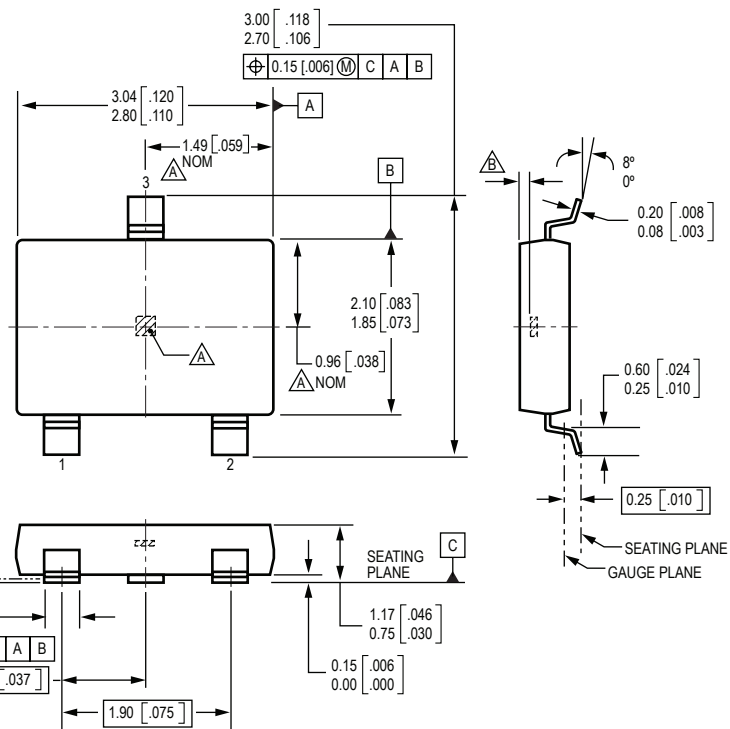 3.00 [.118]
2.70 [.106]
⌖ 0.15 [.006] Ⓜ C A B
3.04 [.120]
2.80 [.110]
A
1.49 [.059]
NOM
A
3
B
B
8º
0º
0.20 [.008]
0.08 [.003]
2.10 [.083]
1.85 [.073]
A
0.96 [.038]
A NOM
0.60 [.024]
0.25 [.010]
1
2
0.25 [.010]
SEATING PLANE
GAUGE PLANE
SEATING
PLANE
C
1.17 [.046]
0.75 [.030]
0.15 [.006]
0.00 [.000]
A B
.037 ]
1.90 [.075]